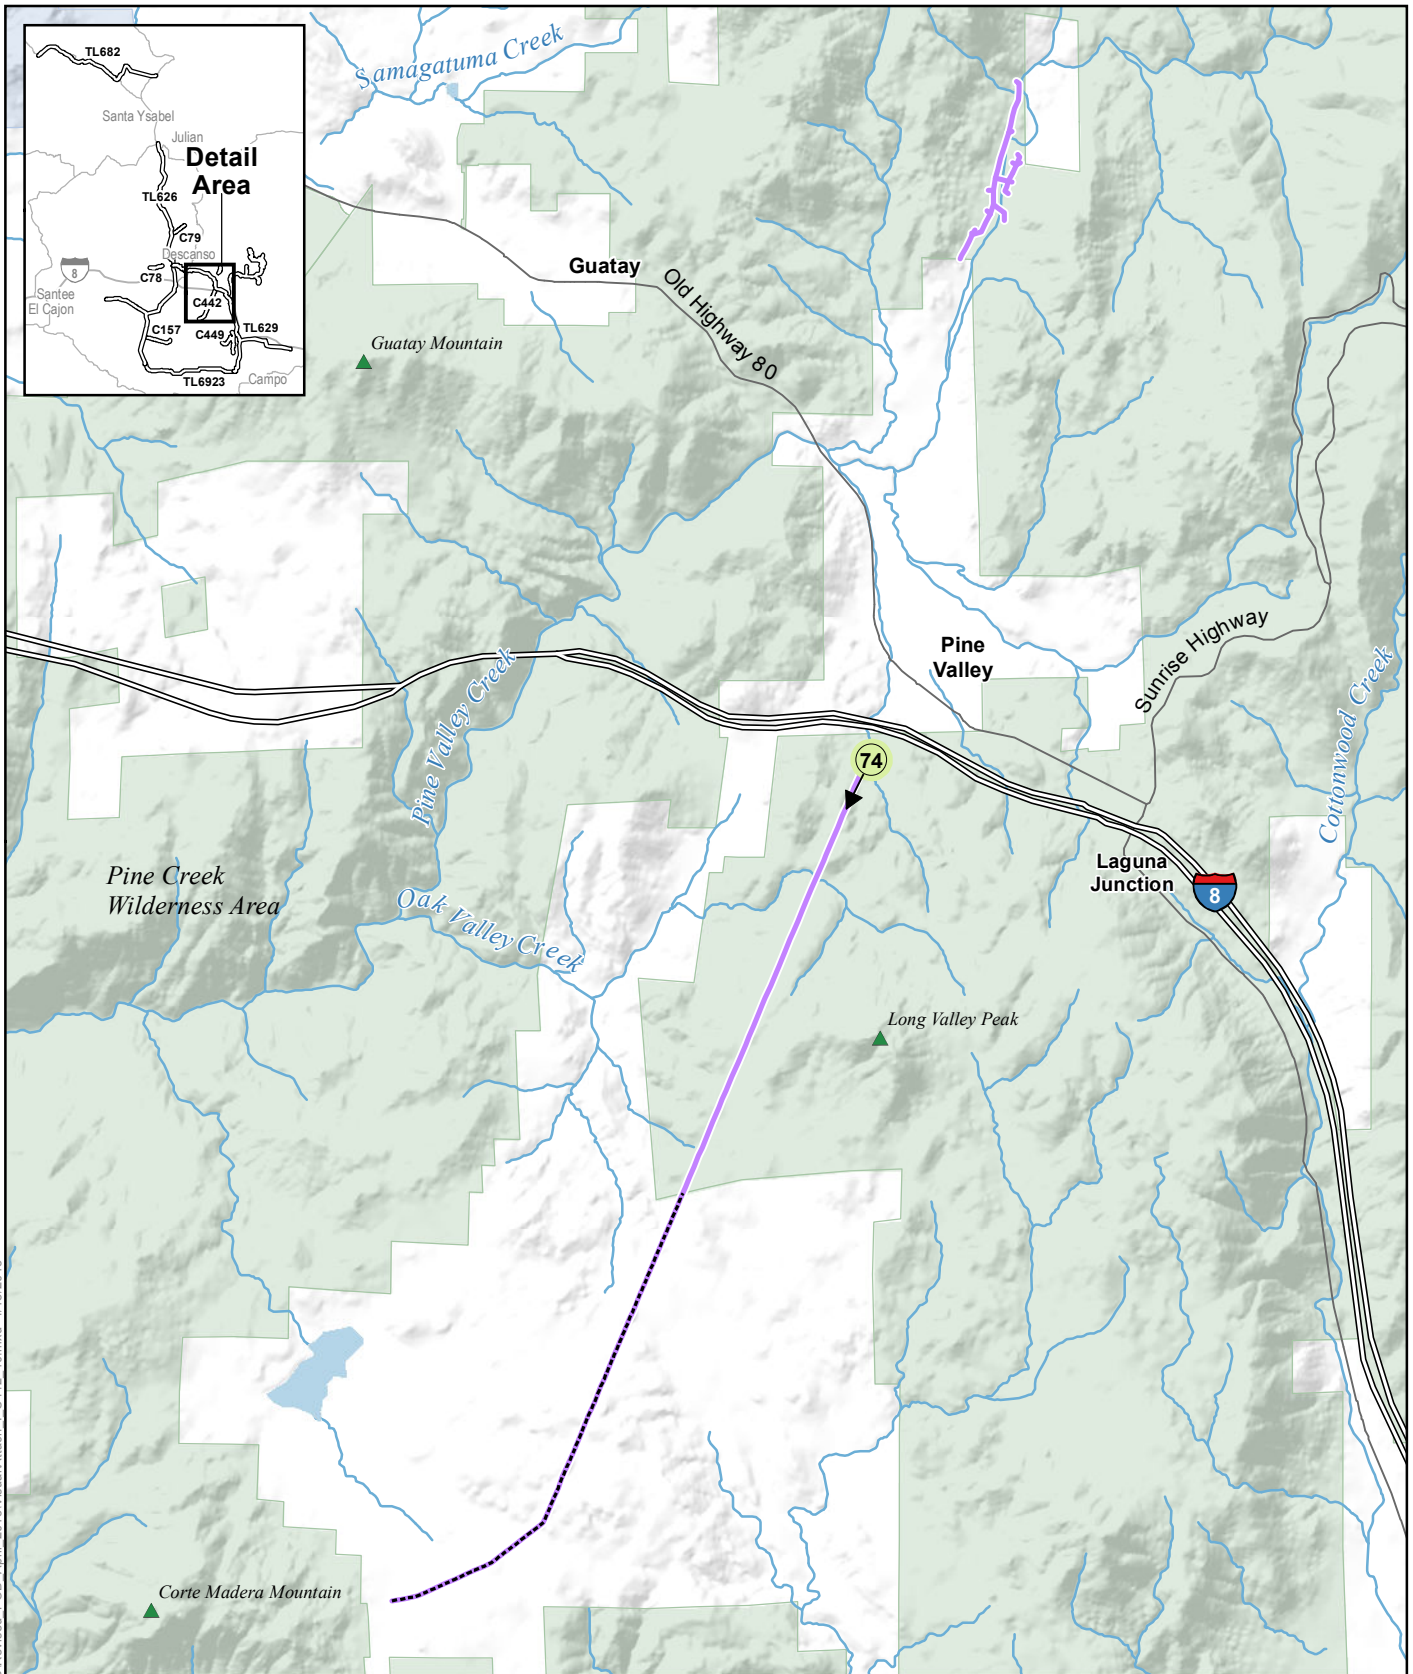 TL682
Santa Ysabel
Julian
Detail
Area
TL626
C79
Descanso
8
C78
Santee
El Cajon
C442
C157
C449
TL629
TL6923
Campo
Samagatuma Creek
Guatay
Old Highway 80
Guatay Mountain
Pine
Valley
Sunrise Highway
Pine Valley Creek
Cottonwood Creek
74
Pine Creek
Wilderness Area
Laguna
Junction
8
Oak Valley Creek
Long Valley Peak
Corte Madera Mountain